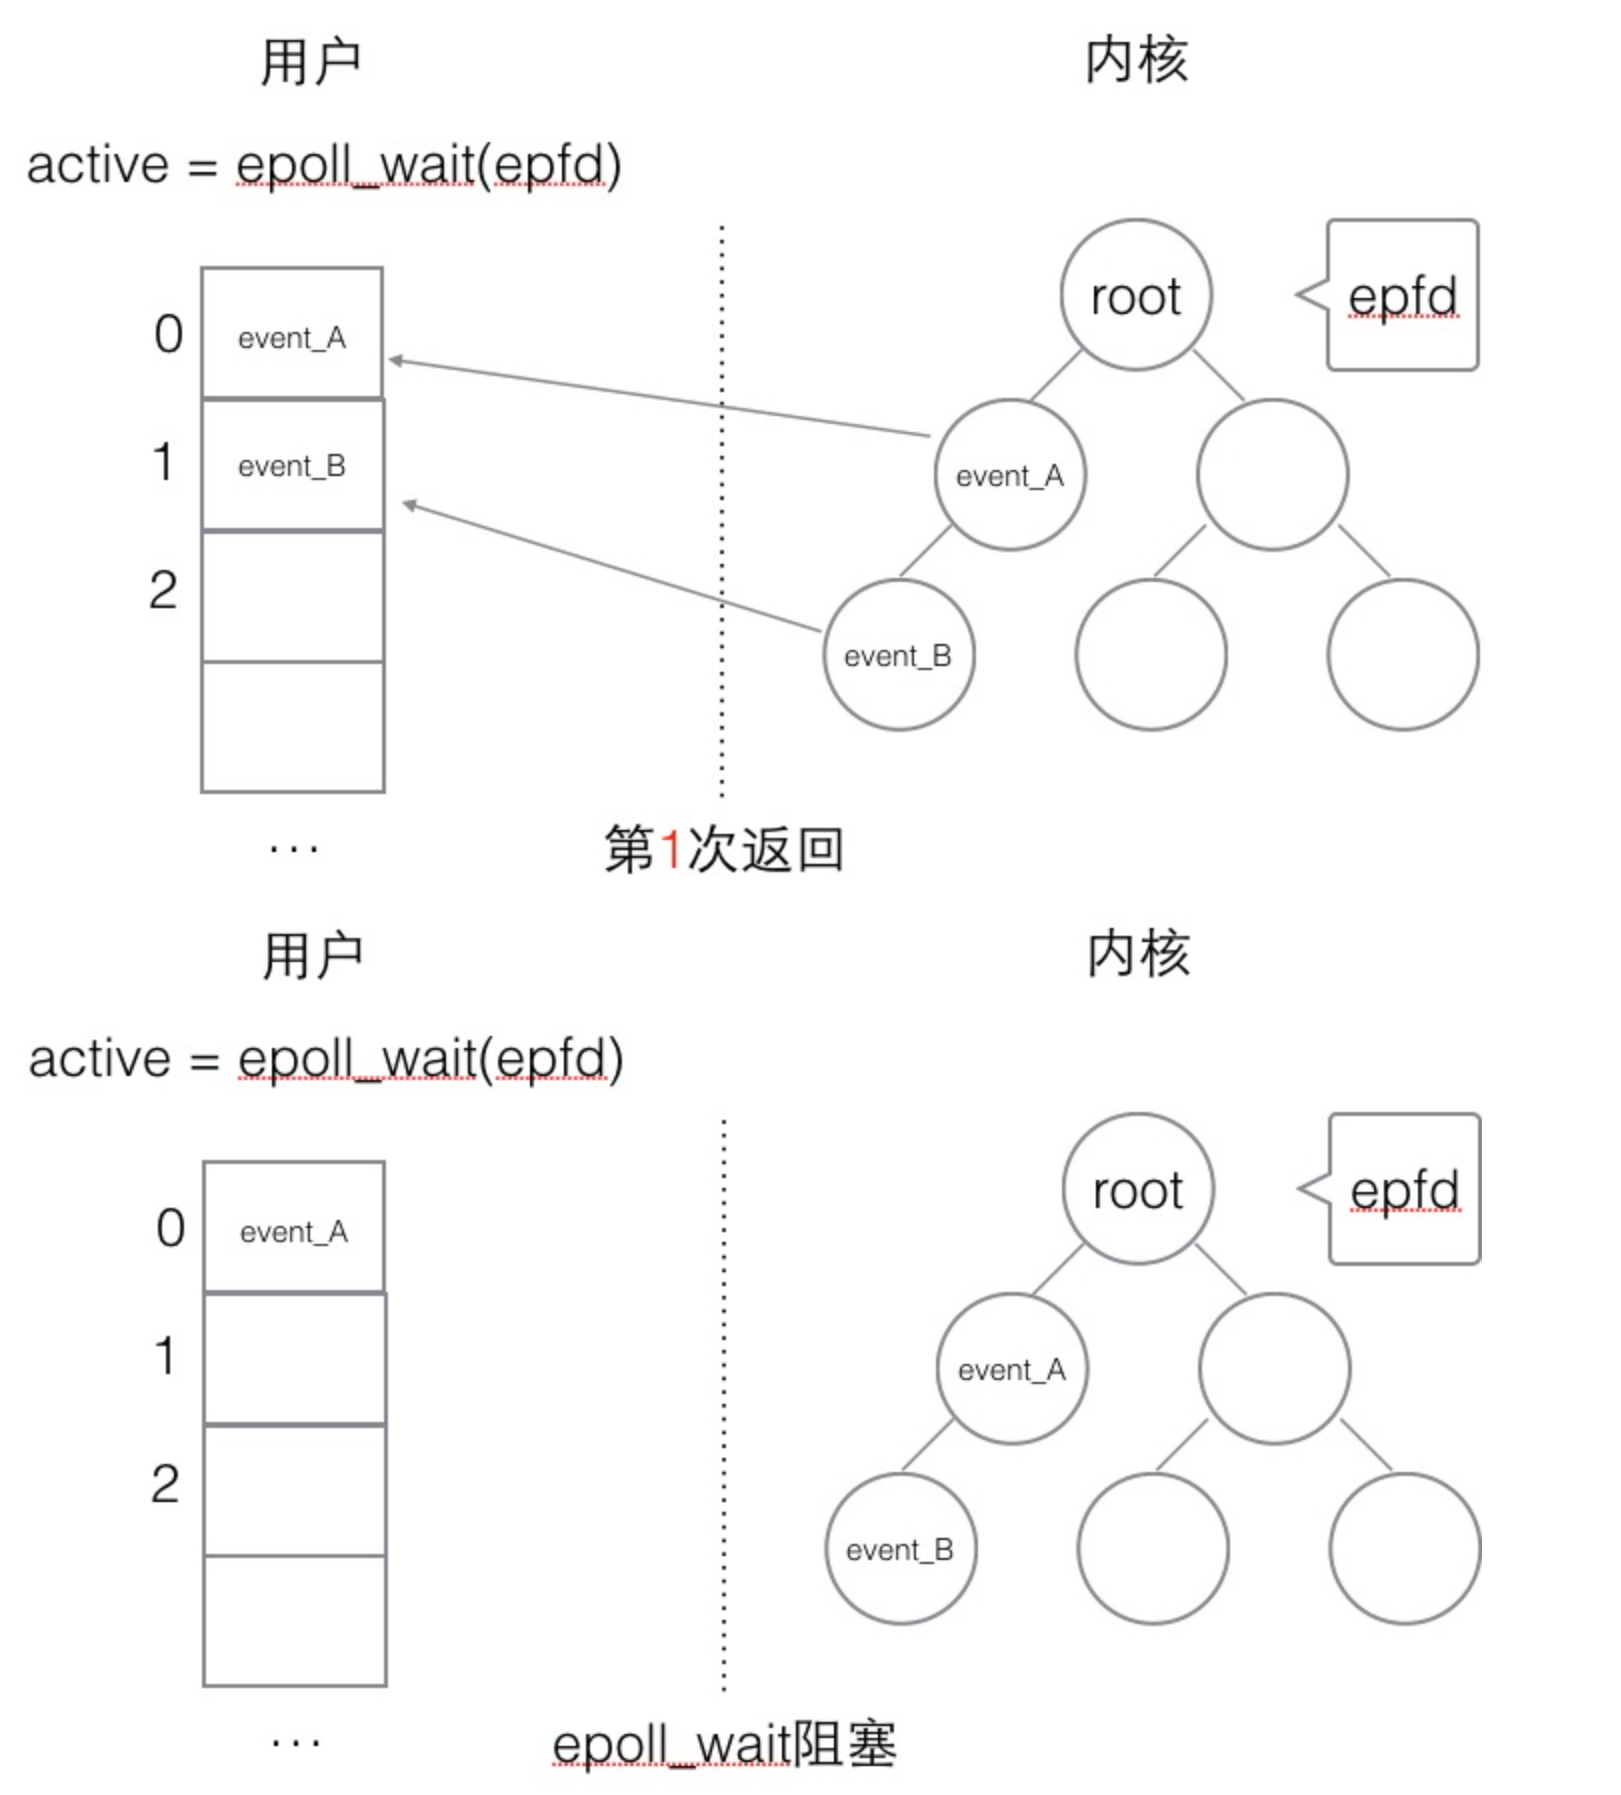 用户
内核
active = epoll_wait(epfd)
root
epfd
0
event_A
1
event_B
event_A
2
event_B
...
第1次返回
用户
内核
active = epoll_wait(epfd)
root
epfd
0
event_A
1
event_A
2
event_B
...
epoll_wait阻塞